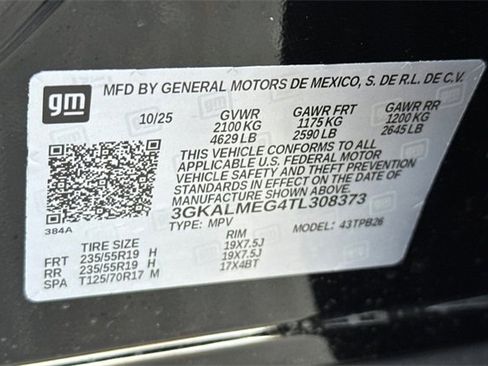 gm
MFD BY GENERAL MOTORS DE MEXICO, S. DE R.L. DE C.V.
10/25 GVWR GAWR FRT GAWR RR
2100 KG 1175 KG 1200 KG
4629 LB 2590 LB 2645 LB
THIS VEHICLE CONFORMS TO ALL
APPLICABLE U.S. FEDERAL MOTOR
VEHICLE SAFETY AND THEFT PREVENTION
STANDARDS IN EFFECT ON THE DATE OF
MANUFACTURE SHOWN ABOVE.
3GKALMEG4TL308373
384A TYPE: MPV MODEL: 43TPB26
TIRE SIZE RIM
FRT 235/55R19 H 19X7.5J
RR 235/55R19 H 19X7.5J
SPA T125/70R17 M 17X4BT